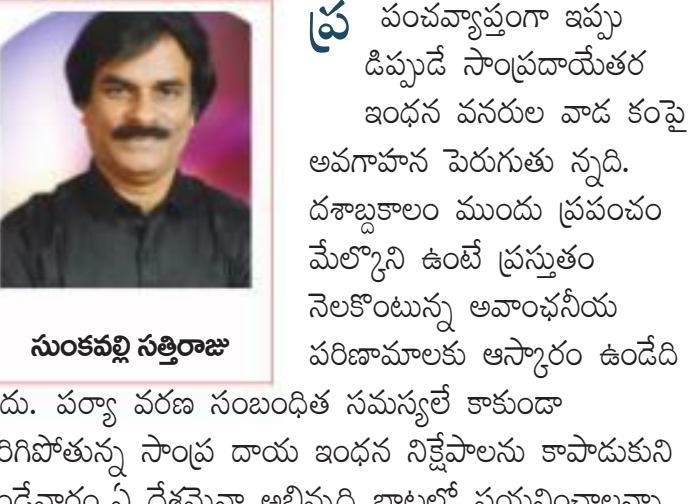 ప్ర పంచవ్యాప్తంగా ఇప్పు
డిప్పుడే సాంప్రదాయేతర
ఇంధన వనరుల వాడ కంపై
అవగాహన పెరుగుతు న్నది.
దశాబ్దకాలం ముందు ప్రపంచం
మేల్కొని ఉంటే ప్రస్తుతం
నెలకొంటున్న అవాంఛనీయ
పరిణామాలకు ఆస్కారం ఉండేది
సుంకవల్లి సత్తిరాజు
దు. పర్యా వరణ సంబంధిత సమస్యలే కాకుండా
రిగిపోతున్న సాంప్ర దాయ ఇంధన నిక్షేపాలను కాపాడుకుని